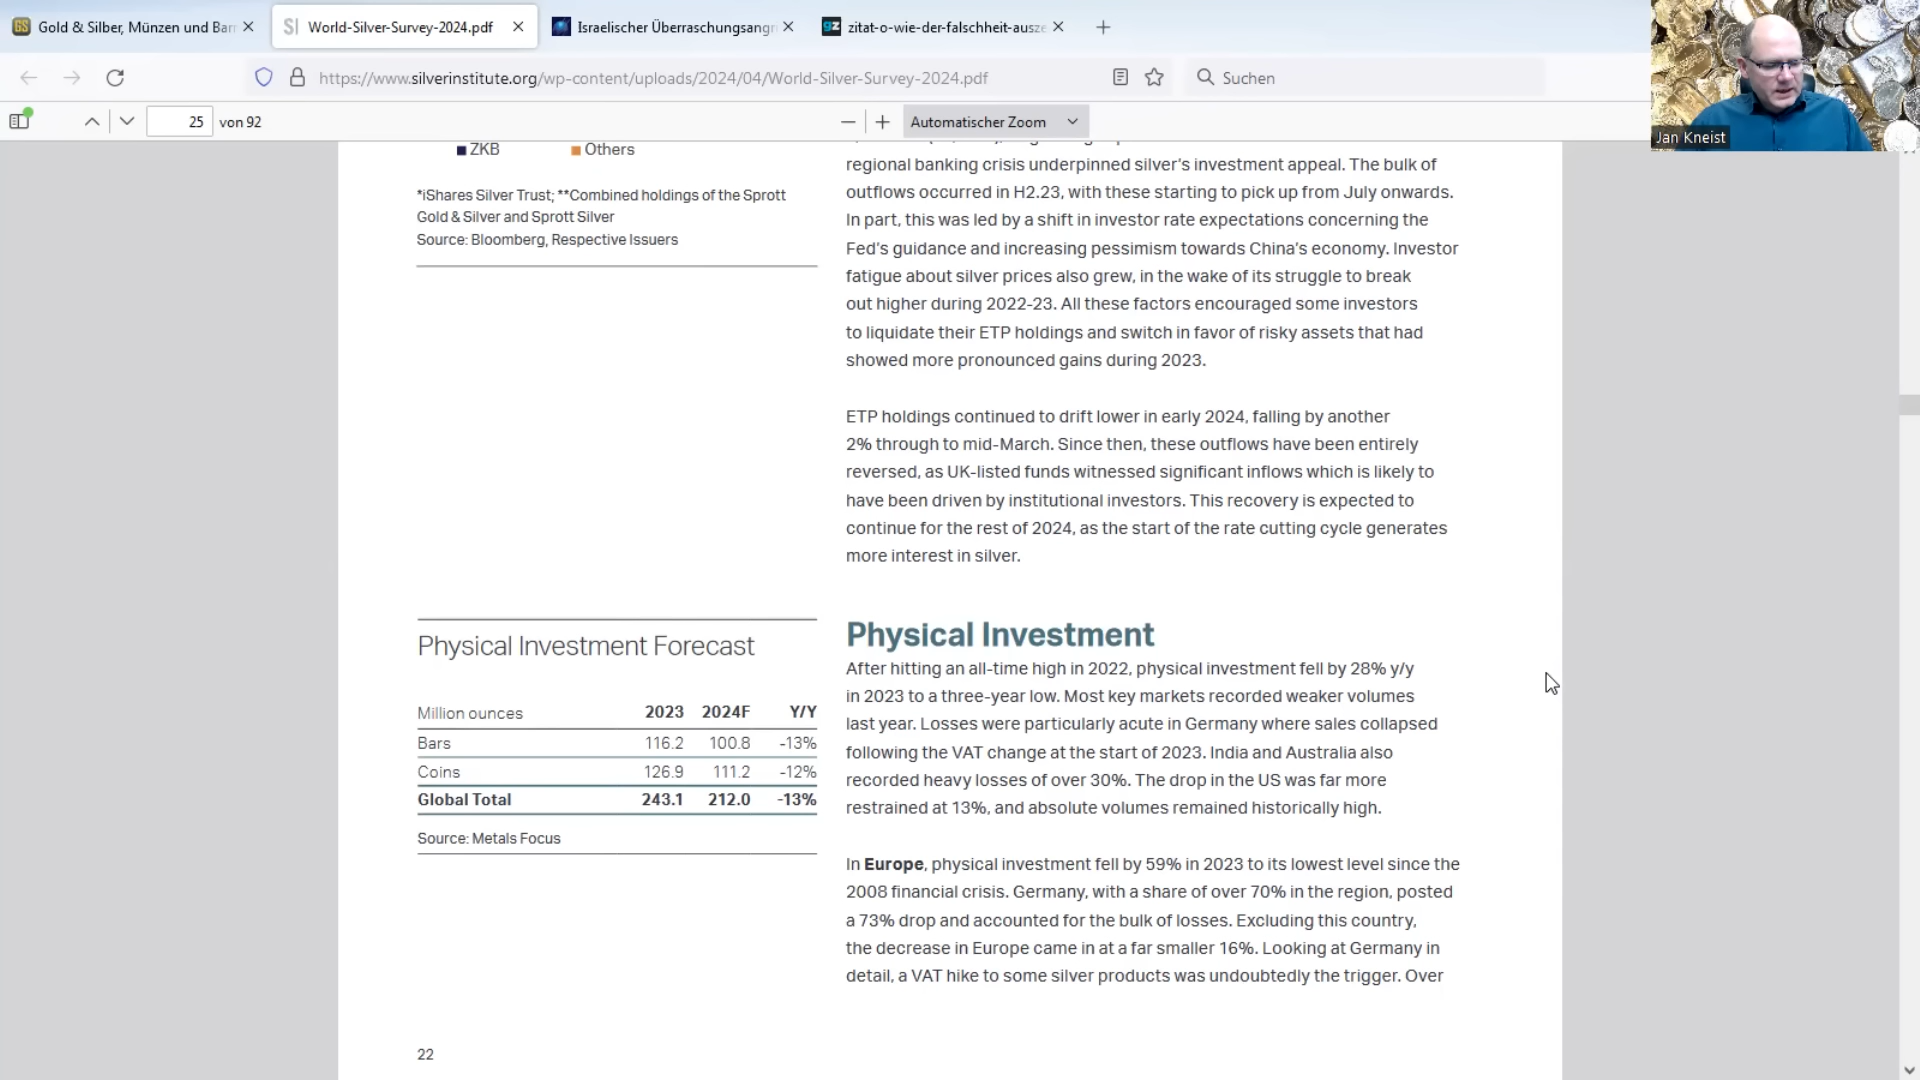 Gold & Silber, Münzen und Barr
World-Silver-Survey-2024.pdf
Israelischer Überraschungsangri
zitat-o-wie-der-falschheit-ausze
https://www.silverinstitute.org/wp-content/uploads/2024/04/World-Silver-Survey-2024.pdf
Suchen
25 von 92
Automatischer Zoom
Jan Kneist
ZKB Others
*iShares Silver Trust; **Combined holdings of the Sprott
Gold & Silver and Sprott Silver
Source: Bloomberg, Respective Issuers
regional banking crisis underpinned silver's investment appeal. The bulk of
outflows occurred in H2.23, with these starting to pick up from July onwards.
In part, this was led by a shift in investor rate expectations concerning the
Fed's guidance and increasing pessimism towards China's economy. Investor
fatigue about silver prices also grew, in the wake of its struggle to break
out higher during 2022-23. All these factors encouraged some investors
to liquidate their ETP holdings and switch in favor of risky assets that had
showed more pronounced gains during 2023.
ETP holdings continued to drift lower in early 2024, falling by another
2% through to mid-March. Since then, these outflows have been entirely
reversed, as UK-listed funds witnessed significant inflows which is likely to
have been driven by institutional investors. This recovery is expected to
continue for the rest of 2024, as the start of the rate cutting cycle generates
more interest in silver.
Physical Investment Forecast
Million ounces 2023 2024F Y/Y
Bars 116.2 100.8 -13%
Coins 126.9 111.2 -12%
Global Total 243.1 212.0 -13%
Source: Metals Focus
Physical Investment
After hitting an all-time high in 2022, physical investment fell by 28% y/y
in 2023 to a three-year low. Most key markets recorded weaker volumes
last year. Losses were particularly acute in Germany where sales collapsed
following the VAT change at the start of 2023. India and Australia also
recorded heavy losses of over 30%. The drop in the US was far more
restrained at 13%, and absolute volumes remained historically high.
In Europe, physical investment fell by 59% in 2023 to its lowest level since the
2008 financial crisis. Germany, with a share of over 70% in the region, posted
a 73% drop and accounted for the bulk of losses. Excluding this country,
the decrease in Europe came in at a far smaller 16%. Looking at Germany in
detail, a VAT hike to some silver products was undoubtedly the trigger. Over
22